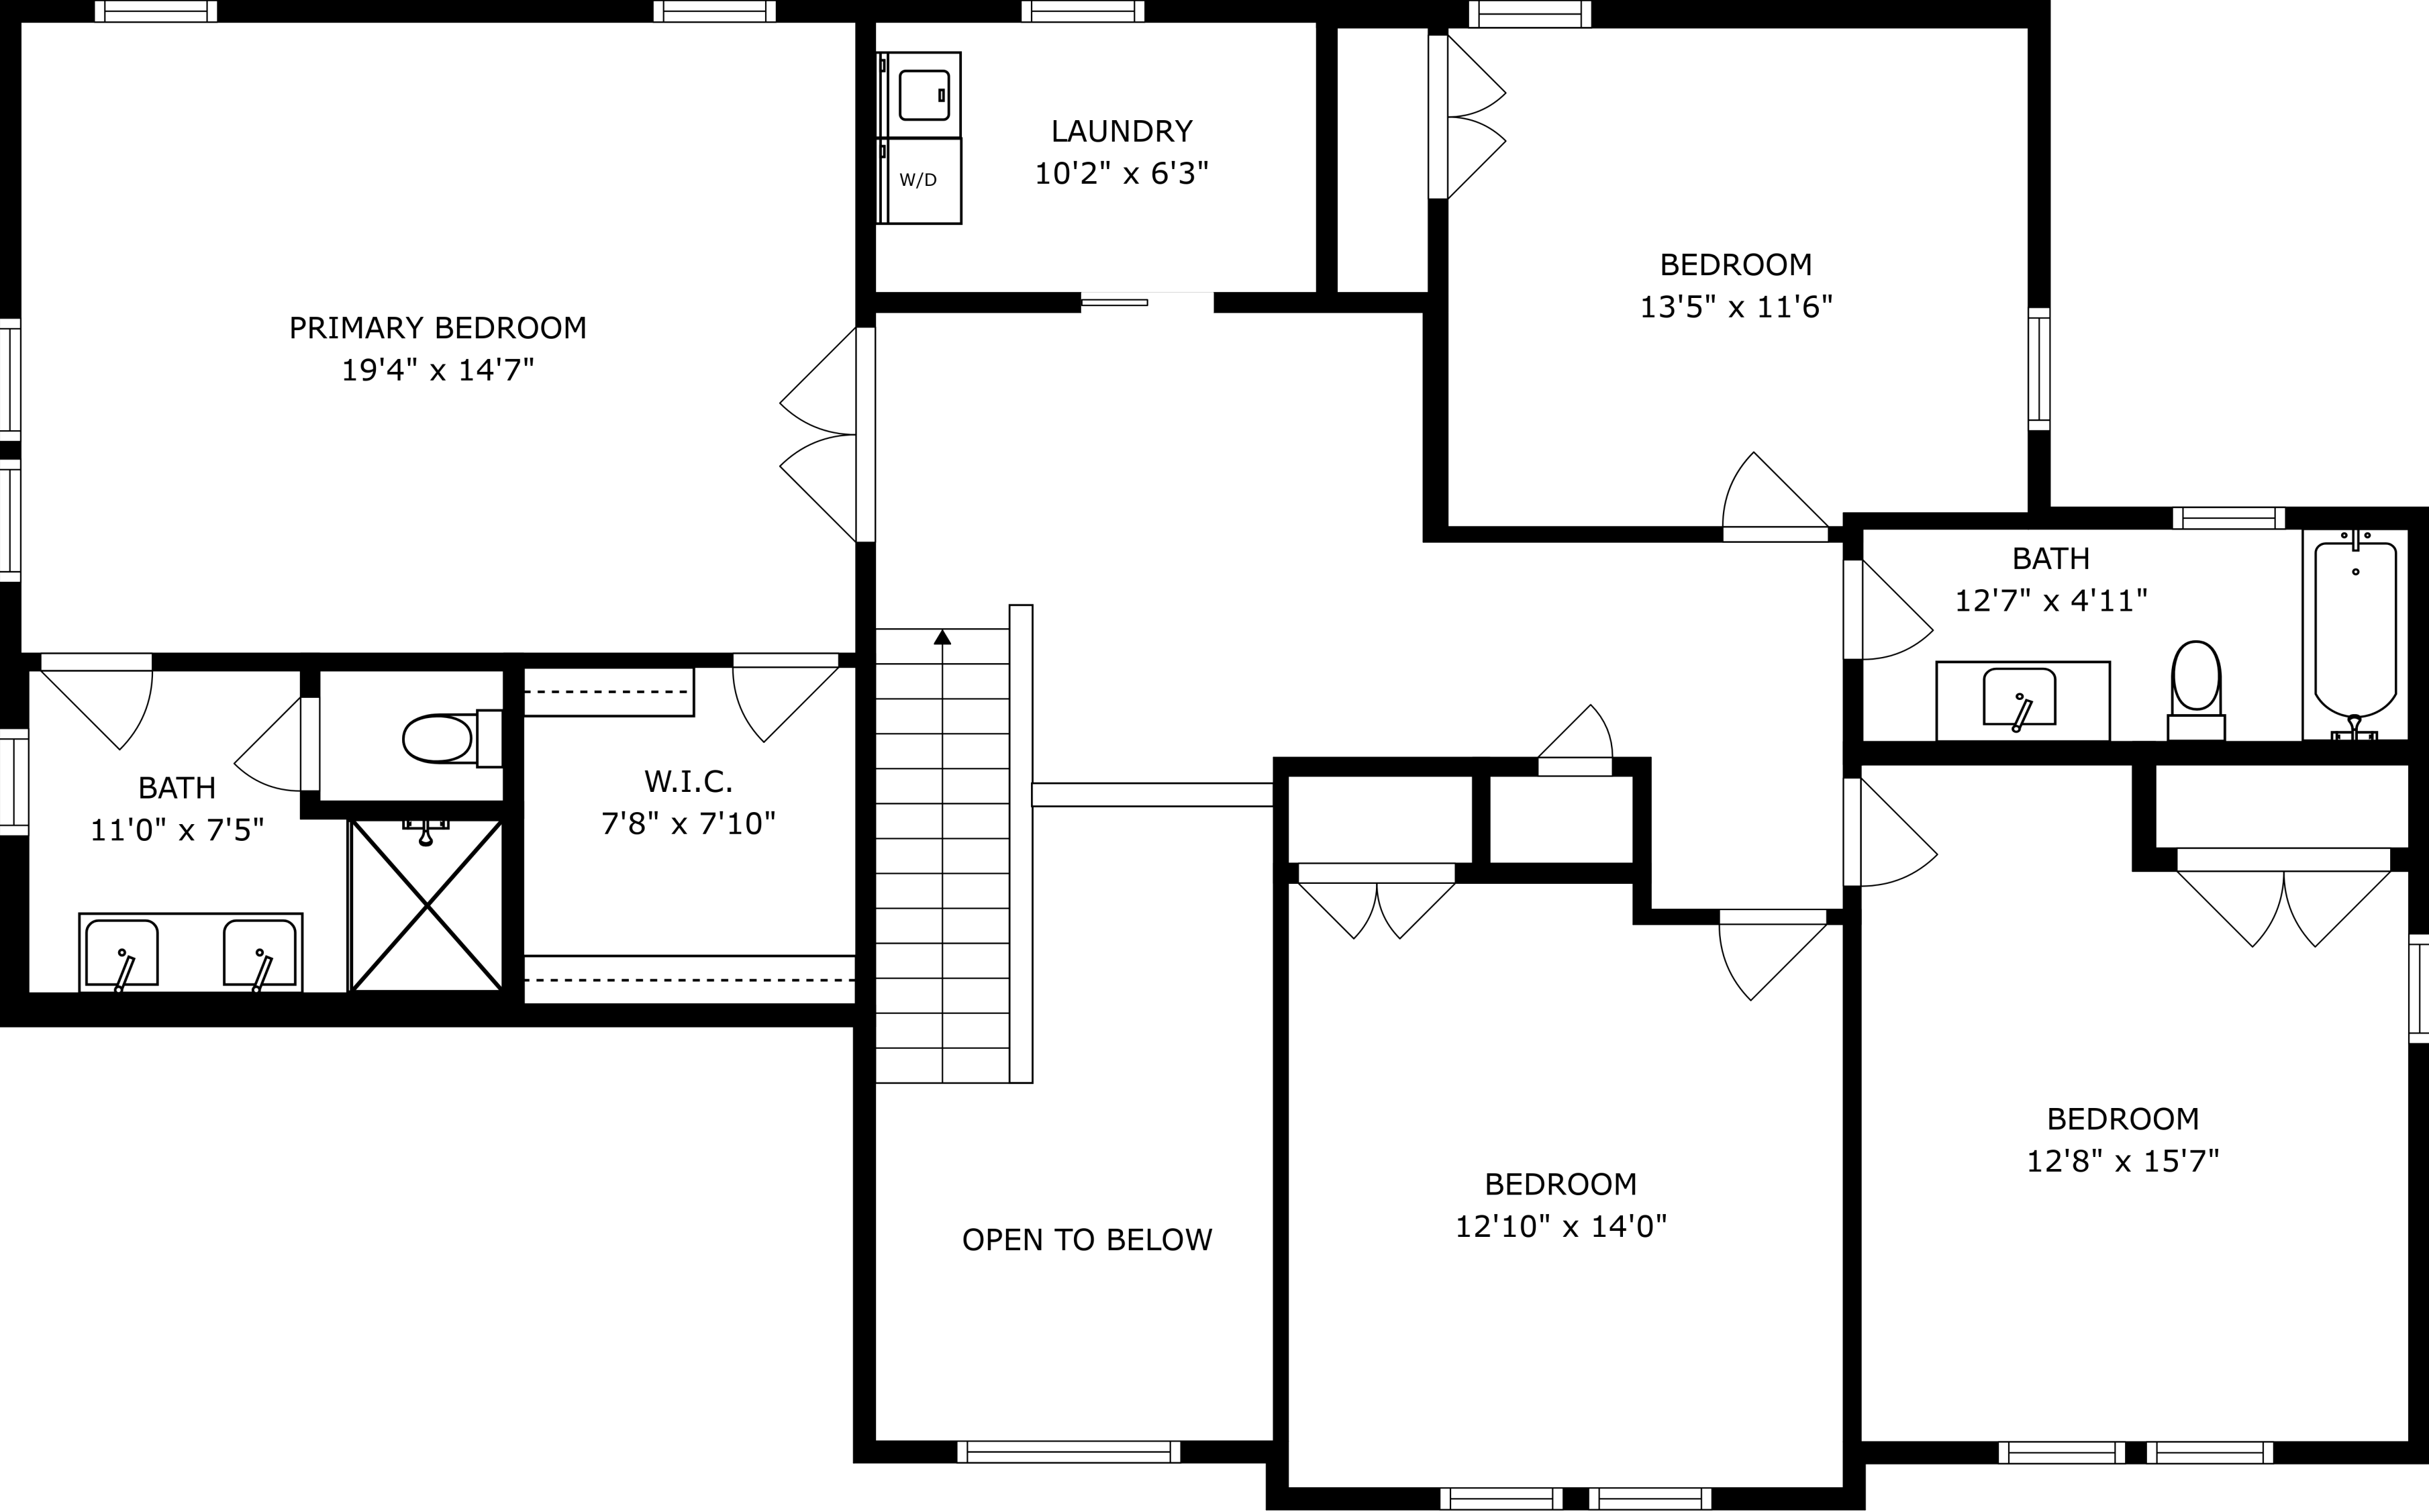 LAUNDRY
10'2" x 6'3"
W/D
BEDROOM
13'5" x 11'6"
PRIMARY BEDROOM
19'4" x 14'7"
BATH
12'7" x 4'11"
BATH
11'0" x 7'5"
W.I.C.
7'8" x 7'10"
BEDROOM
12'8" x 15'7"
BEDROOM
12'10" x 14'0"
OPEN TO BELOW